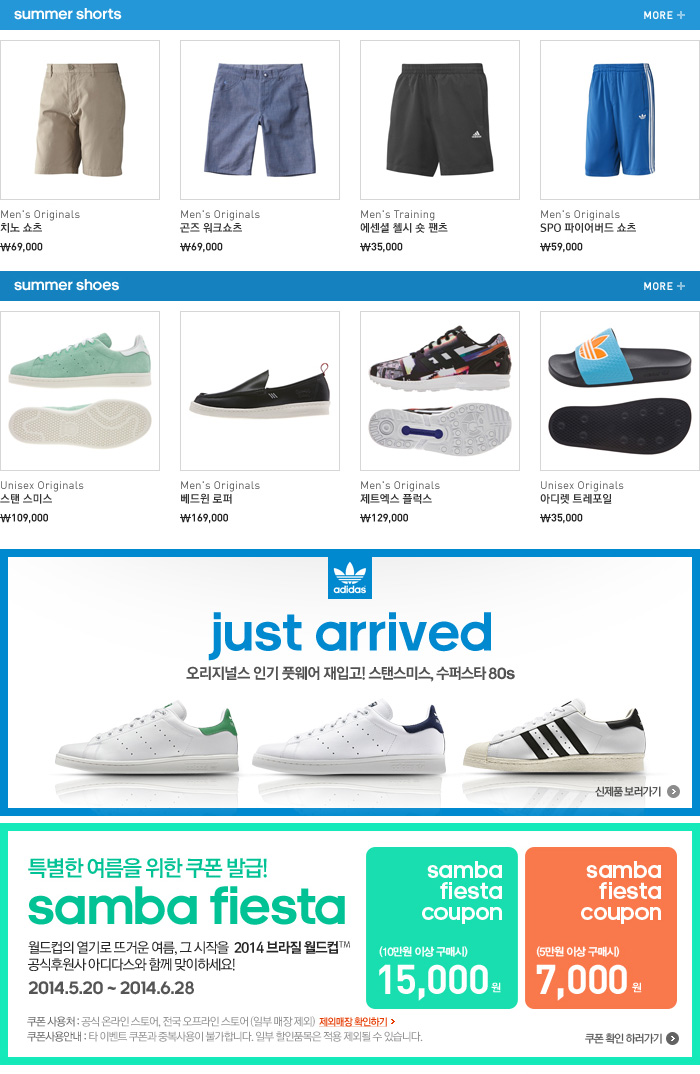 summer shorts
MORE +
Men's Originals
치노 쇼츠
₩69,000
Men's Originals
곤즈 워크쇼츠
₩69,000
Men's Training
에센셜 첼시 숏 팬츠
₩35,000
Men's Originals
SPO 파이어버드 쇼츠
₩59,000
summer shoes
MORE +
Unisex Originals
스탠 스미스
₩109,000
Men's Originals
베드윈 로퍼
₩169,000
Men's Originals
제트엑스 플럭스
₩129,000
Unisex Originals
아디렛 트레포일
₩35,000
adidas
just arrived
오리지널스 인기 풋웨어 재입고! 스탠스미스, 수퍼스타 80s
신제품 보러가기
특별한 여름을 위한 쿠폰 발급!
samba fiesta
월드컵의 열기로 뜨거운 여름, 그 시작을 2014 브라질 월드컵™
공식후원사 아디다스와 함께 맞이하세요!
2014.5.20 ~ 2014.6.28
samba
fiesta
coupon
(10만원 이상 구매시)
15,000 원
samba
fiesta
coupon
(5만원 이상 구매시)
7,000 원
쿠폰 사용처 : 공식 온라인 스토어, 전국 오프라인 스토어 (일부 매장 제외) 제외매장 확인하기 >
쿠폰사용안내 : 타 이벤트 쿠폰과 중복사용이 불가합니다. 일부 할인품목은 적용 제외될 수 있습니다.
쿠폰 확인 하러가기